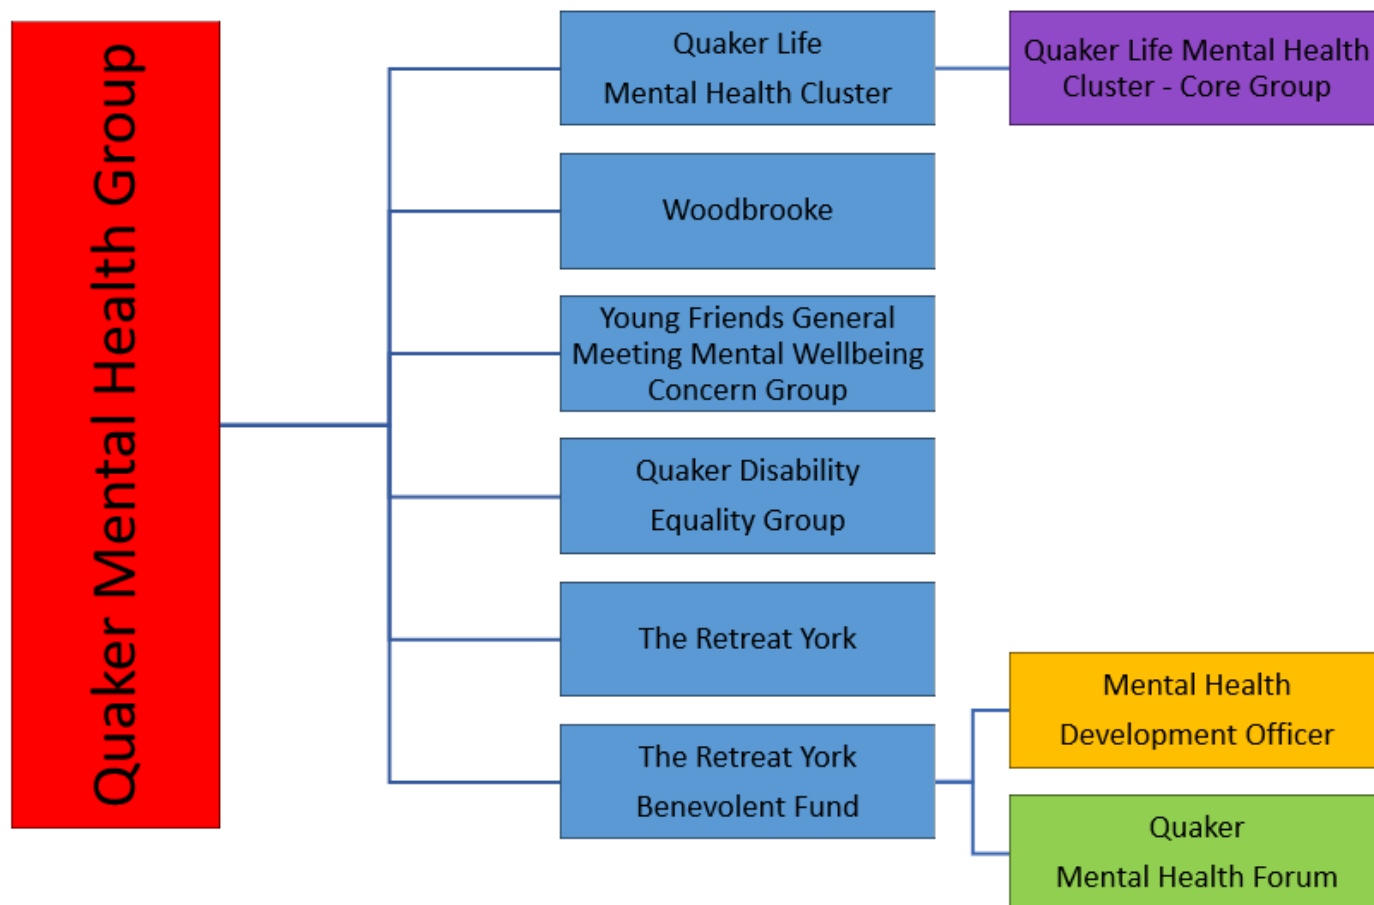 Quaker Mental Health Group
Quaker Life
Mental Health Cluster
Quaker Life Mental Health
Cluster - Core Group
Woodbrooke
Young Friends General
Meeting Mental Wellbeing
Concern Group
Quaker Disability
Equality Group
The Retreat York
The Retreat York
Benevolent Fund
Mental Health
Development Officer
Quaker
Mental Health Forum